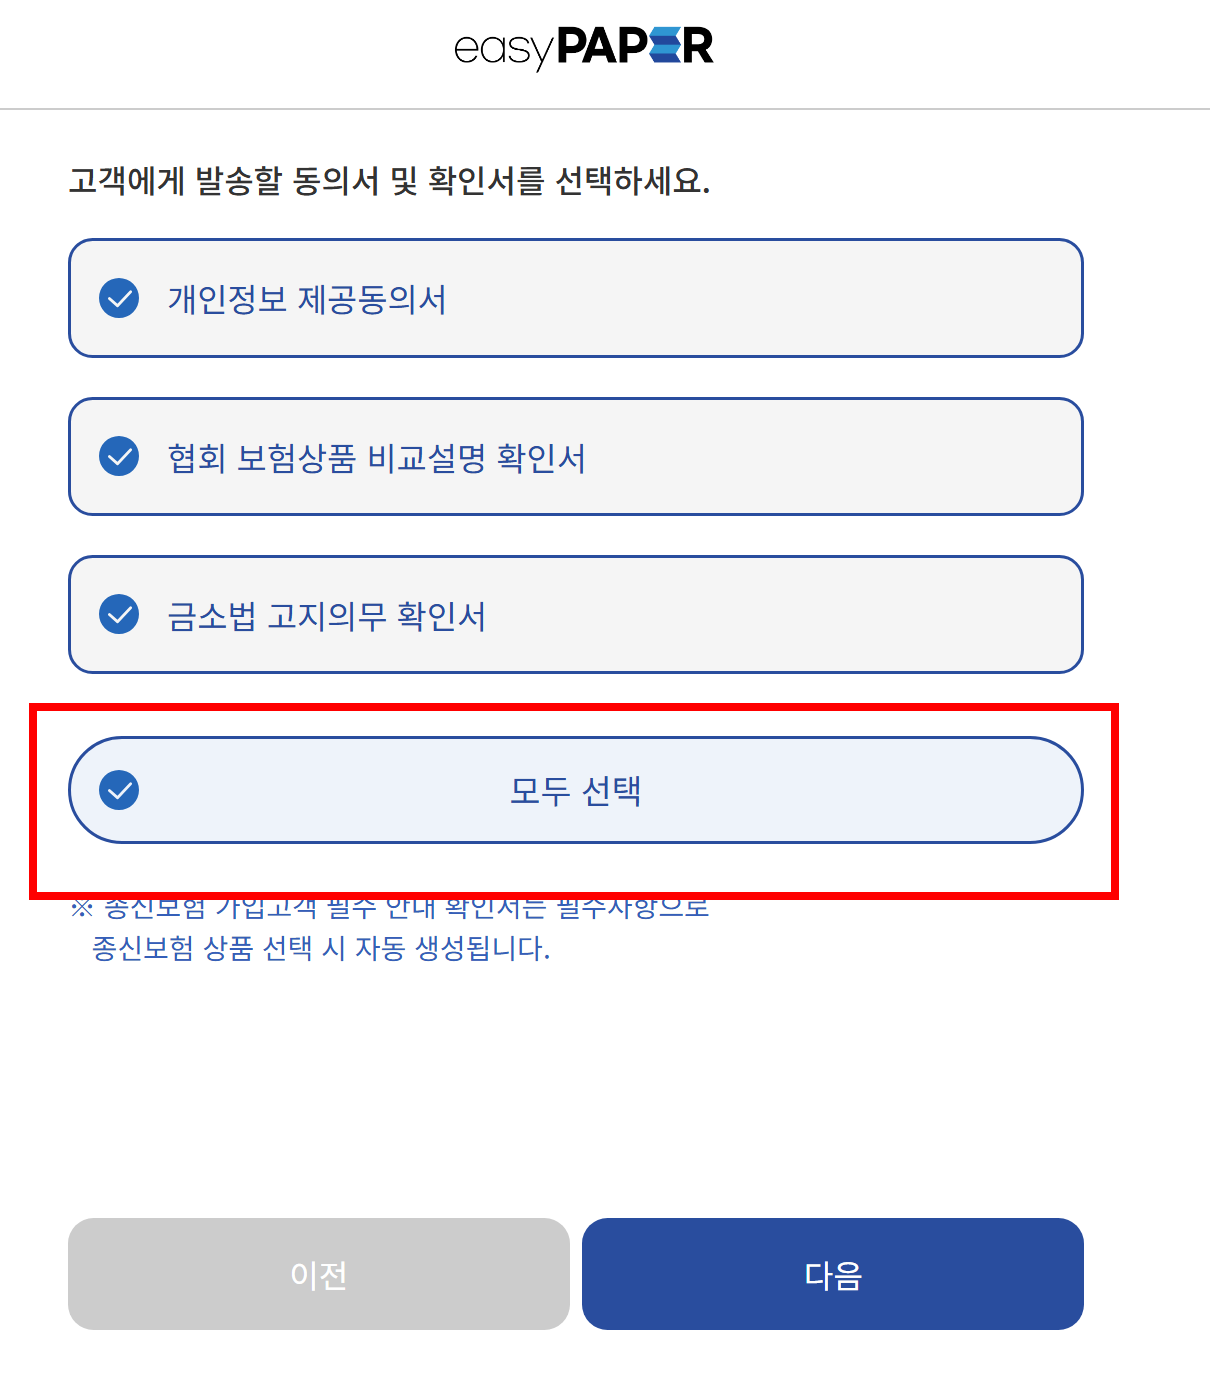 easyPAPER
고객에게 발송할 동의서 및 확인서를 선택하세요.
개인정보 제공동의서
협회 보험상품 비교설명 확인서
금소법 고지의무 확인서
모두 선택
※ 종신보험 가입고객 필수 안내 확인서는 필수사항으로
종신보험 상품 선택 시 자동 생성됩니다.
이전
다음